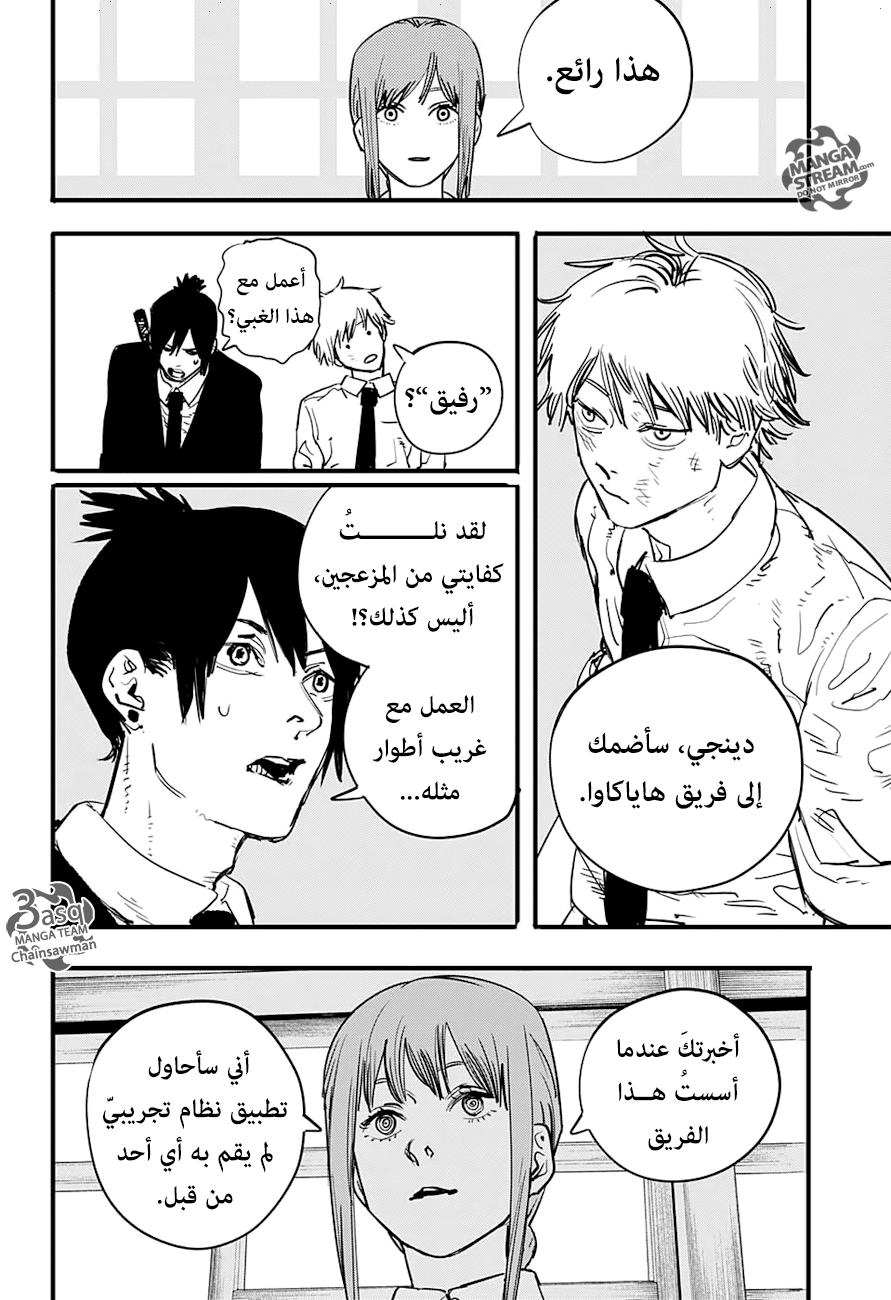 هذا رائع.
MANGA
STREAM.com
DO NOT MIRROR
دينجي، سأضمك
إلى فريق هاياكاوا.
”رفيق“؟
أعمل مع
هذا الغبي؟
لقد نلـــــــــتُ
كفايتي من المزعجين،
أليس كذلك؟!
العمل مع
غريب أطوار
مثله...
3asq
MANGA TEAM
Chainsawman
أخبرتكَ عندما
أسستُ هـــذا
الفريق
أني سأحاول
تطبيق نظام تجريبيّ
لم يقم به أي أحد
من قبل.